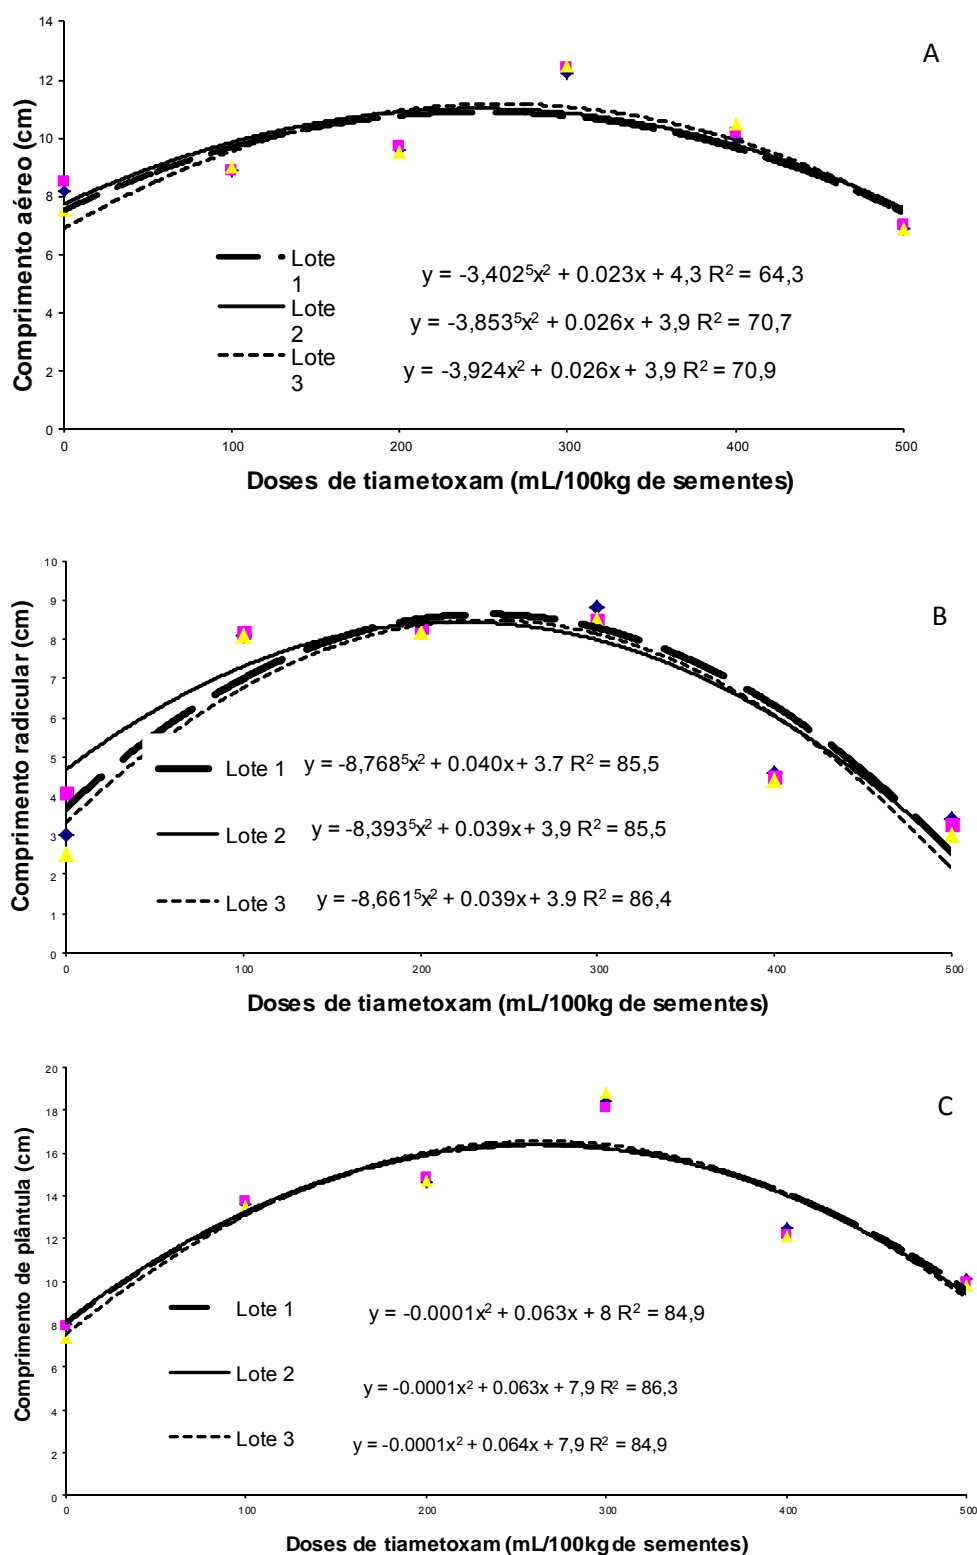 14
A
12
10
8
6
4
2
0
Comprimento aéreo (cm)
Lote 1
y = -3,402⁵x² + 0.023x + 4,3 R² = 64,3
Lote 2
y = -3,853⁵x² + 0.026x + 3,9 R² = 70,7
Lote 3
y = -3,924x² + 0.026x + 3,9 R² = 70,9
0 100 200 300 400 500
Doses de tiametoxam (mL/100kg de sementes)
10
B
9
8
7
6
5
4
3
2
1
0
Comprimento radicular (cm)
Lote 1 y = -8,768⁵x² + 0.040x + 3.7 R² = 85,5
Lote 2 y = -8,393⁵x² + 0.039x + 3,9 R² = 85,5
Lote 3 y = -8,661⁵x² + 0.039x + 3.9 R² = 86,4
0 100 200 300 400 500
Doses de tiametoxam (mL/100kg de sementes)
20
C
18
16
14
12
10
8
6
4
2
0
Comprimento de plântula (cm)
Lote 1 y = -0.0001x² + 0.063x + 8 R² = 84,9
Lote 2 y = -0.0001x² + 0.063x + 7,9 R² = 86,3
Lote 3 y = -0.0001x² + 0.064x + 7,9 R² = 84,9
0 100 200 300 400 500
Doses de tiametoxam (mL/100kg de sementes)